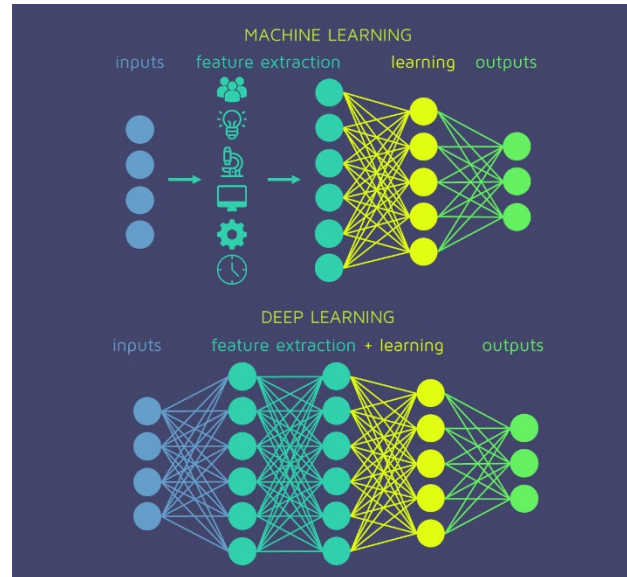 MACHINE LEARNING
inputs feature extraction learning outputs
DEEP LEARNING
inputs feature extraction + learning outputs